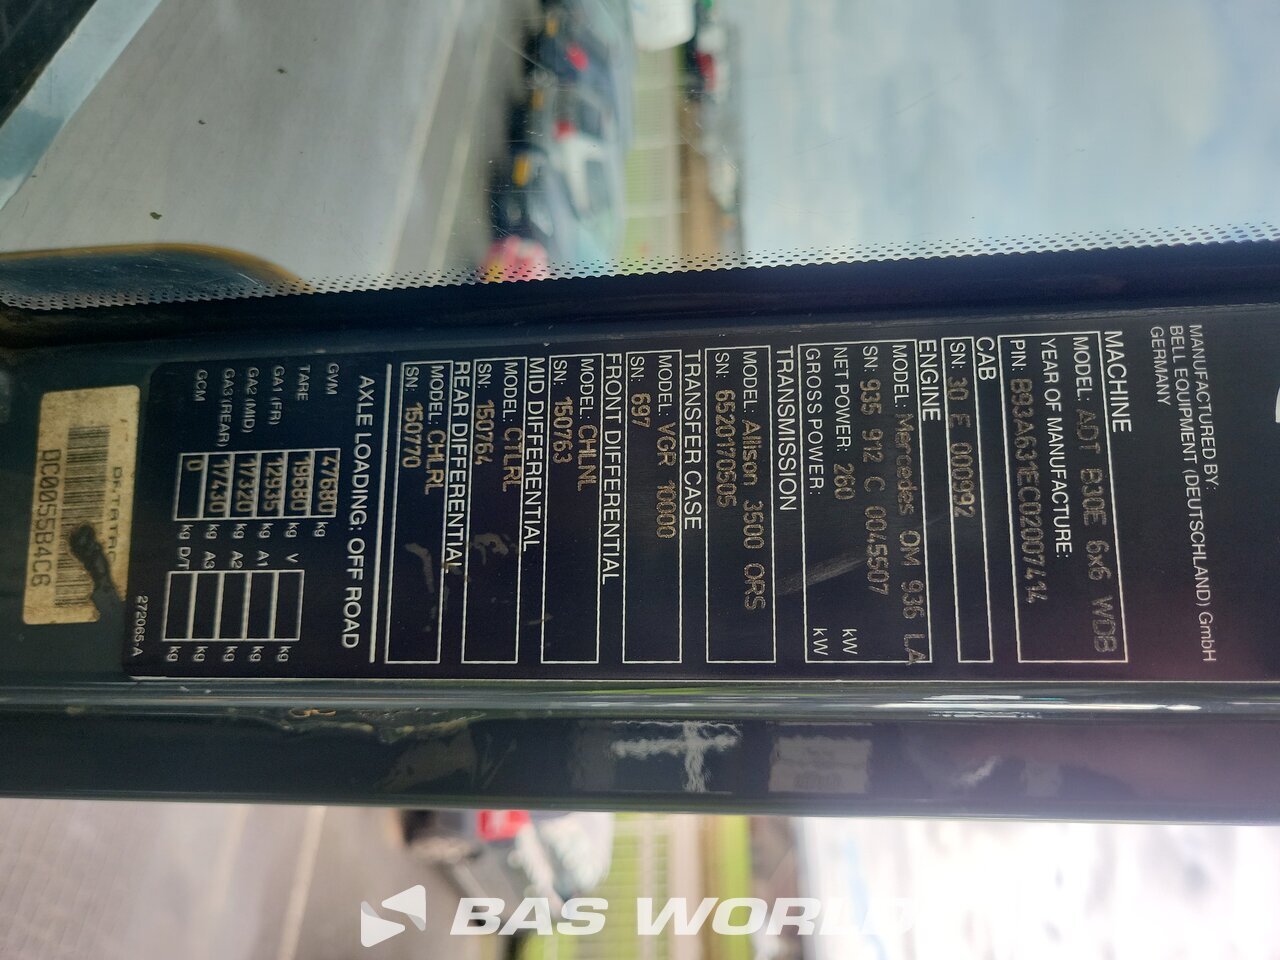 MANUFACTURED BY:
BELL EQUIPMENT (DEUTSCHLAND) GmbH
GERMANY
MACHINE
MODEL: ADT B30E 6x6 WDB
YEAR OF MANUFACTURE:
PIN: B93A631EC02007414
CAB
SN: 30 E 000992
ENGINE
MODEL: Mercedes OM 936 LA
SN: 935 912 C 0045507
NET POWER: 260 kW
GROSS POWER: kW
TRANSMISSION
MODEL: Allison 3500 ORS
SN: 6520170605
TRANSFER CASE
MODEL: VGR 10000
SN: 697
FRONT DIFFERENTIAL
MODEL: CHLNL
SN: 150763
MID DIFFERENTIAL
MODEL: CTLRL
SN: 150764
REAR DIFFERENTIAL
MODEL: CHLRL
SN: 150770
AXLE LOADING: OFF ROAD
GVM 47680 kg
TARE 19680 kg V kg
GA1 (FR) 12935 kg A1 kg
GA2 (MID) 17320 kg A2 kg
GA3 (REAR) 17430 kg A3 kg
GCM 0 kg D/T kg
272065-A
DATATAG
BAS WORLD